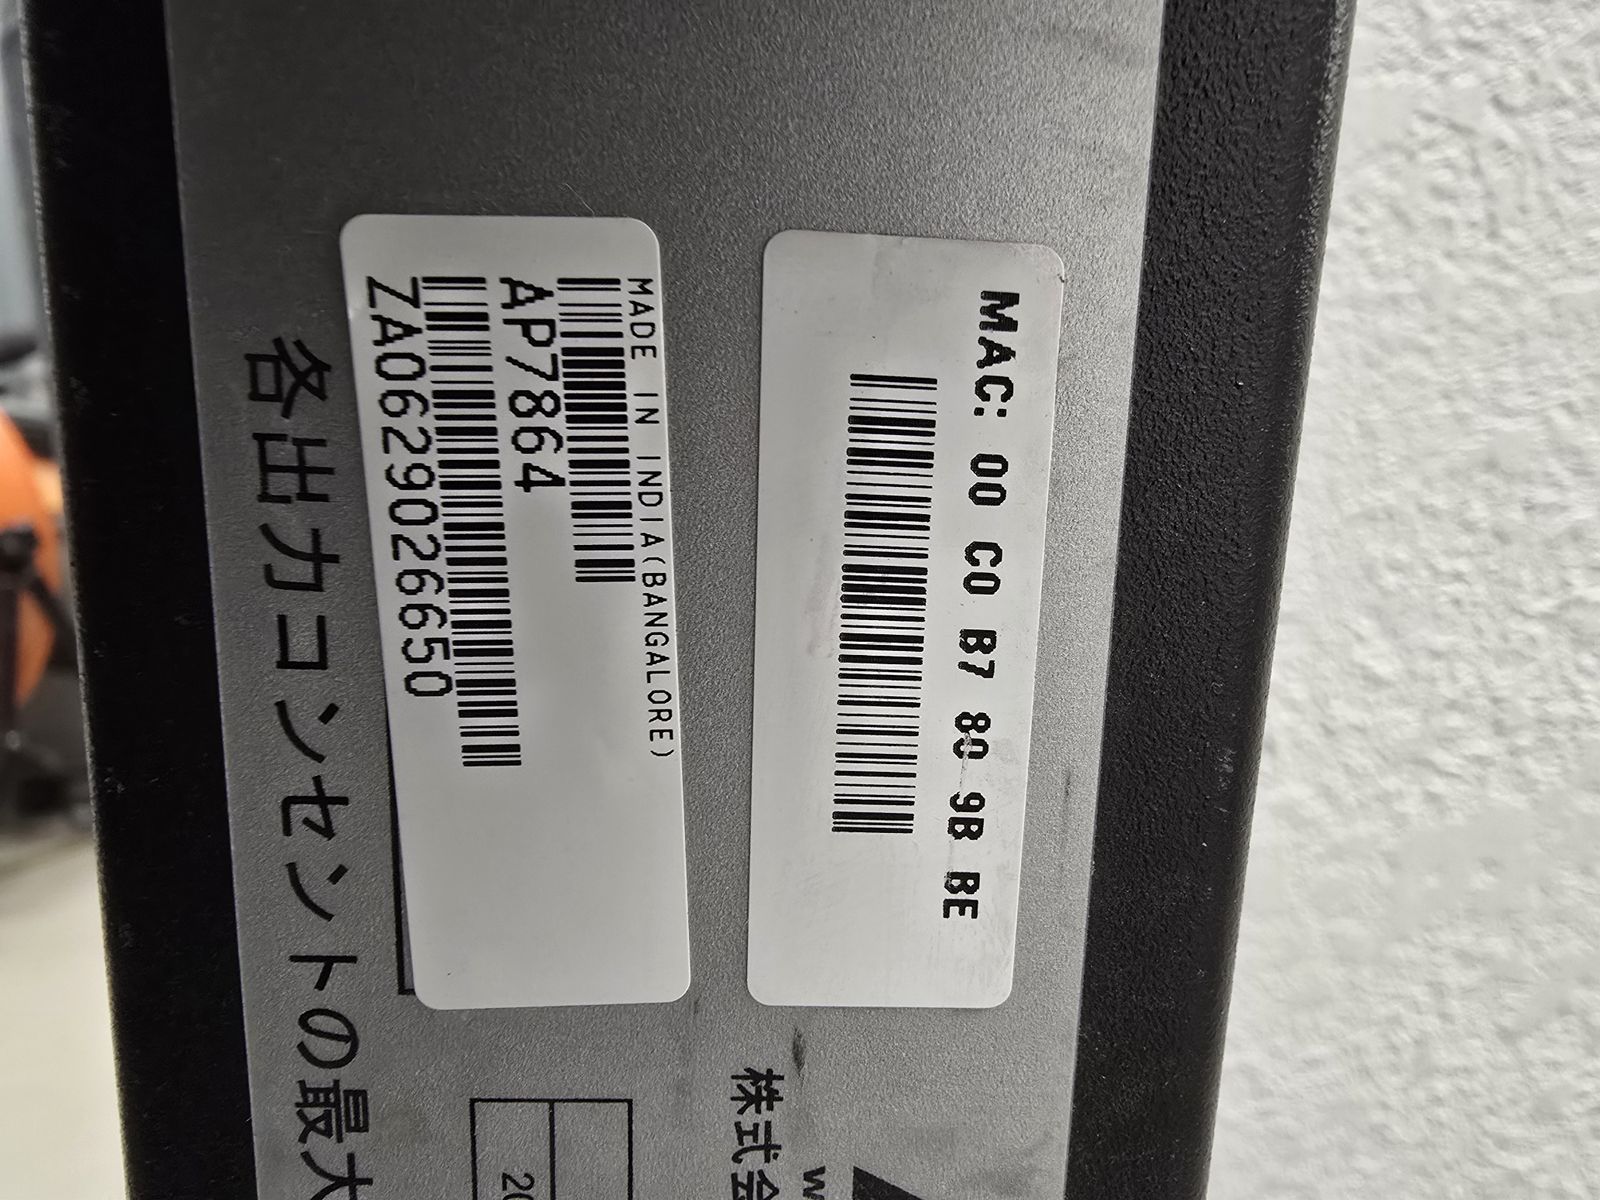 MAC: 00 C0 B7 80 9B BE
MADE IN INDIA(BANGALORE)
AP7864
ZA0629026650
各出力コンセントの最大
株式会
w
20